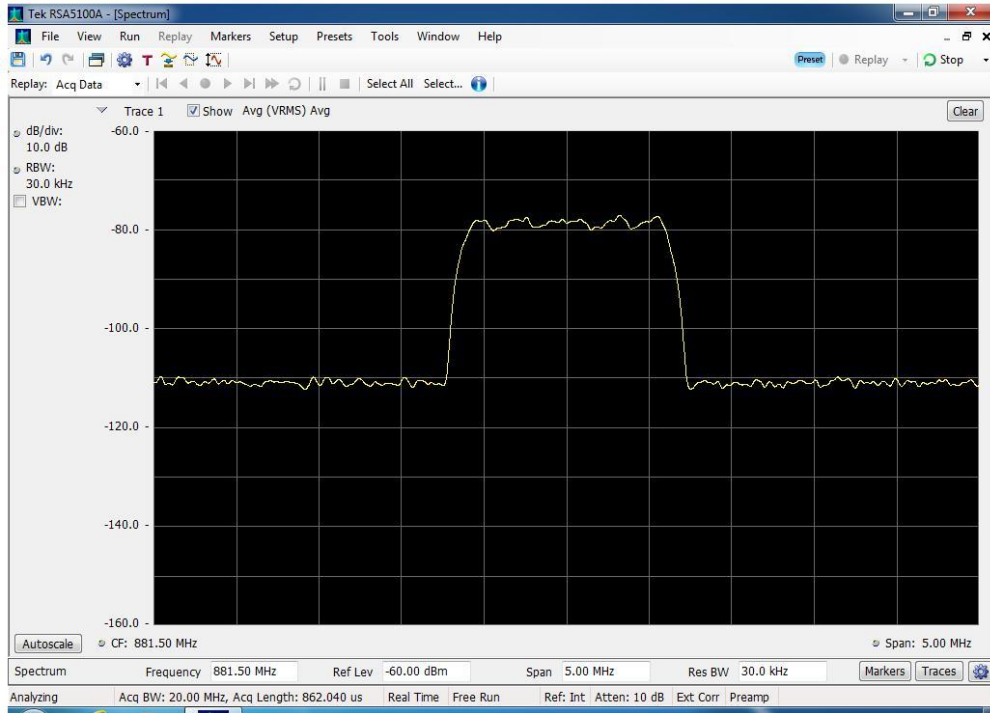 Tek RSA5100A - [Spectrum]
File View Run Replay Markers Setup Presets Tools Window Help
T Preset Replay Stop
Replay: Acq Data Select All Select...
Trace 1 Show Avg (VRMS) Avg Clear
dB/div:
10.0 dB
RBW:
30.0 kHz
VBW:
-60.0
-80.0
-100.0
-120.0
-140.0
-160.0
Autoscale CF: 881.50 MHz Span: 5.00 MHz
Spectrum Frequency 881.50 MHz Ref Lev -60.00 dBm Span 5.00 MHz Res BW 30.0 kHz Markers Traces
Analyzing Acq BW: 20.00 MHz, Acq Length: 862.040 us Real Time Free Run Ref: Int Atten: 10 dB Ext Corr Preamp